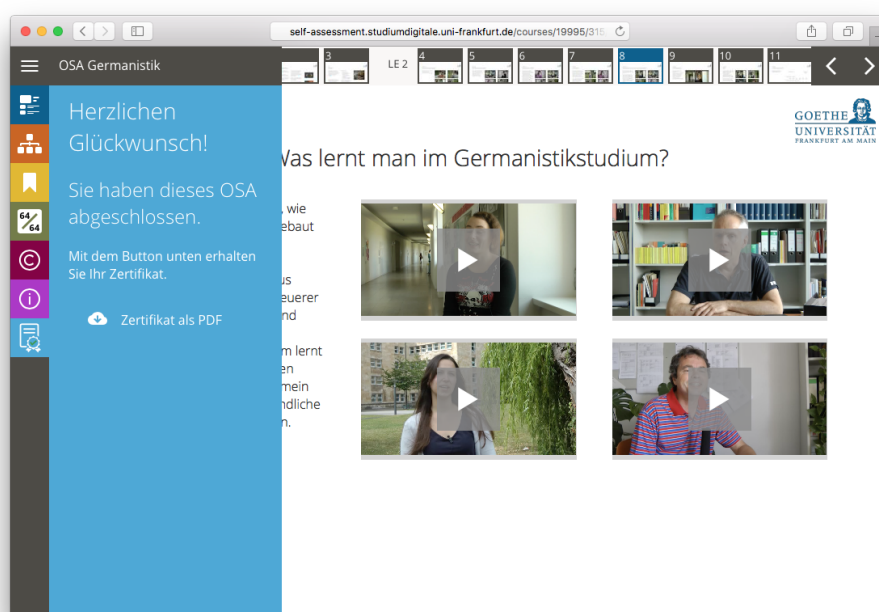 self-assessment.studiumdigitale.uni-frankfurt.de/courses/19995/315
OSA Germanistik
3
LE 2
4
5
6
7
8
9
10
11
Herzlichen
Glückwunsch!
Sie haben dieses OSA
abgeschlossen.
Mit dem Button unten erhalten
Sie Ihr Zertifikat.
Zertifikat als PDF
64/64
GOETHE
UNIVERSITÄT
FRANKFURT AM MAIN
Was lernt man im Germanistikstudium?
, wie
ebaut
us
euerer
nd
m lernt
en
mein
ndliche
n.